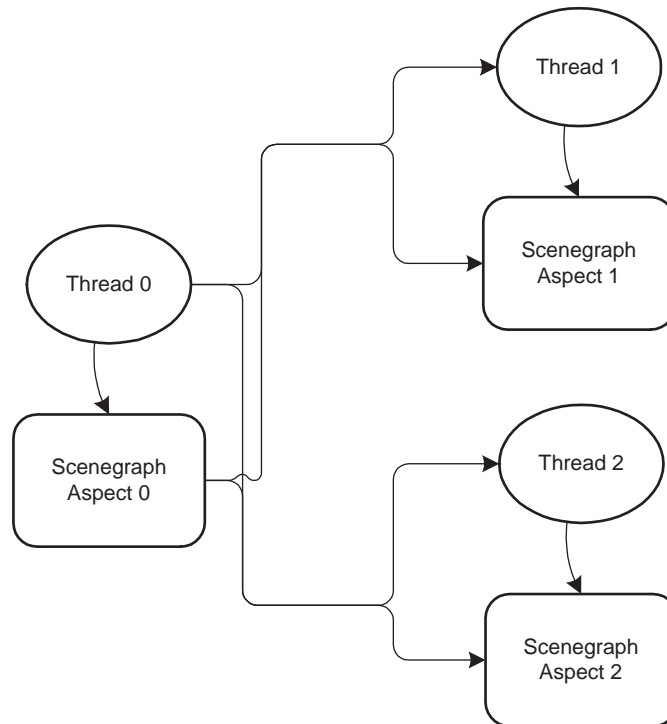 Thread 1
Scenegraph
Aspect 1
Thread 0
Scenegraph
Aspect 0
Thread 2
Scenegraph
Aspect 2